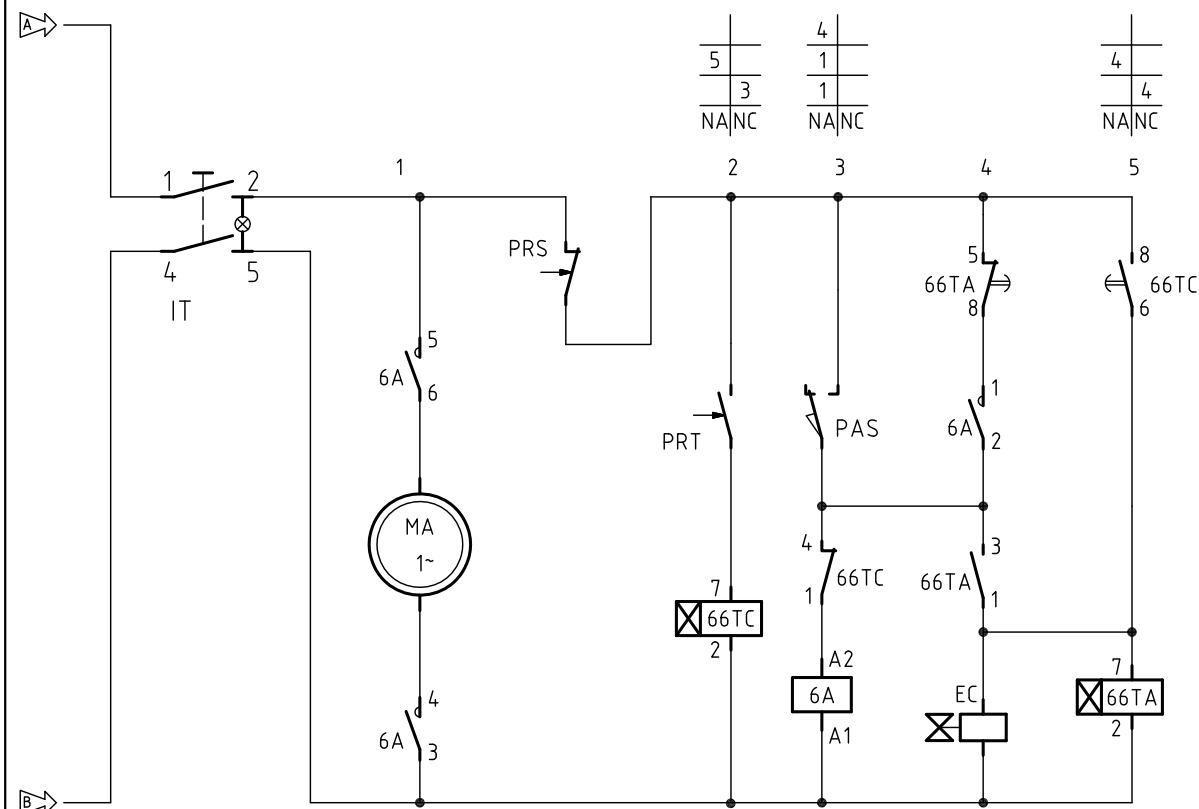 A
4
5 1 4
3 1 4
NA NC NA NC NA NC
1 2 3 4 5
1 2
PRS
5 8
66TA 66TC
4 5
8 6
IT
5
6A
6
1
PRT PAS 6A
2
MA
1~
4 3
66TC 66TA
1 1
7
66TC
2
A2
7
6A EC 66TA
4
A1 2
6A
3
B